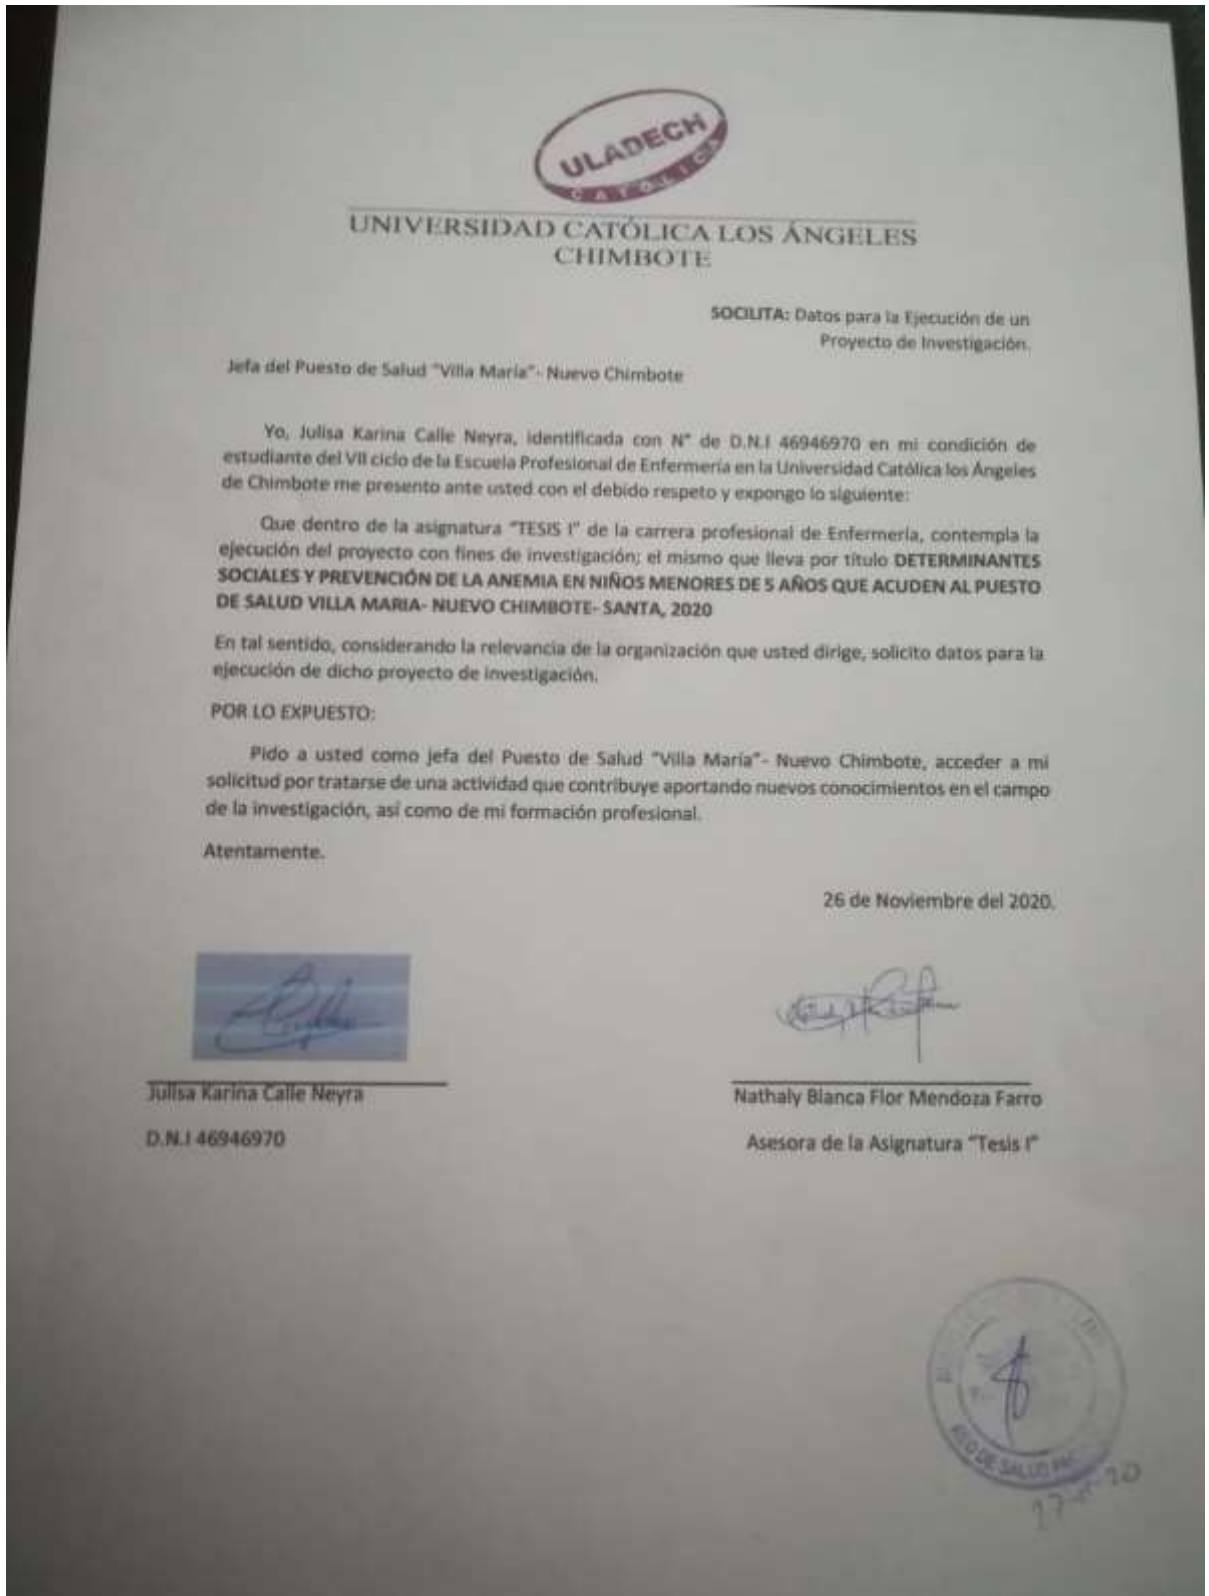 ULADECH
CATOLICA
UNIVERSIDAD CATÓLICA LOS ÁNGELES
CHIMBOTE
SOCILITA: Datos para la Ejecución de un
Proyecto de Investigación.
Jefa del Puesto de Salud "Villa María"- Nuevo Chimbote
Yo, Julisa Karina Calle Neyra, identificada con N° de D.N.I 46946970 en mi condición de
estudiante del VII ciclo de la Escuela Profesional de Enfermería en la Universidad Católica los Ángeles
de Chimbote me presento ante usted con el debido respeto y expongo lo siguiente:
Que dentro de la asignatura "TESIS I" de la carrera profesional de Enfermería, contempla la
ejecución del proyecto con fines de investigación; el mismo que lleva por título DETERMINANTES
SOCIALES Y PREVENCIÓN DE LA ANEMIA EN NIÑOS MENORES DE 5 AÑOS QUE ACUDEN AL PUESTO
DE SALUD VILLA MARIA- NUEVO CHIMBOTE- SANTA, 2020
En tal sentido, considerando la relevancia de la organización que usted dirige, solicito datos para la
ejecución de dicho proyecto de investigación.
POR LO EXPUESTO:
Pido a usted como jefa del Puesto de Salud "Villa María"- Nuevo Chimbote, acceder a mi
solicitud por tratarse de una actividad que contribuye aportando nuevos conocimientos en el campo
de la investigación, así como de mi formación profesional.
Atentamente.
26 de Noviembre del 2020.
Julisa Karina Calle Neyra
Nathaly Blanca Flor Mendoza Farro
D.N.I 46946970
Asesora de la Asignatura "Tesis I"
DE SALUD